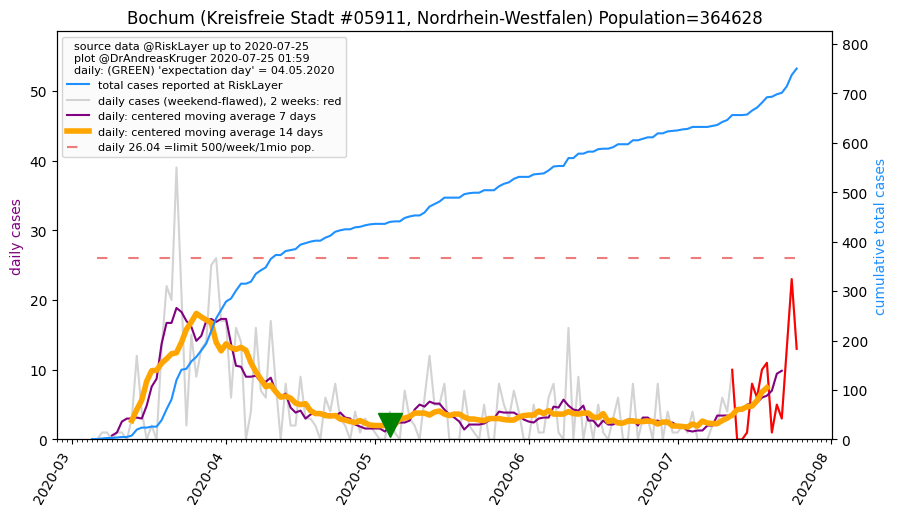 Bochum (Kreisfreie Stadt #05911, Nordrhein-Westfalen) Population=364628
source data @RiskLayer up to 2020-07-25
plot @DrAndreasKruger 2020-07-25 01:59
daily: (GREEN) 'expectation day' = 04.05.2020
total cases reported at RiskLayer
daily cases (weekend-flawed), 2 weeks: red
daily: centered moving average 7 days
daily: centered moving average 14 days
daily 26.04 =limit 500/week/1mio pop.
daily cases
50
40
30
20
10
0
cumulative total cases
800
700
600
500
400
300
200
100
0
2020-03
2020-04
2020-05
2020-06
2020-07
2020-08